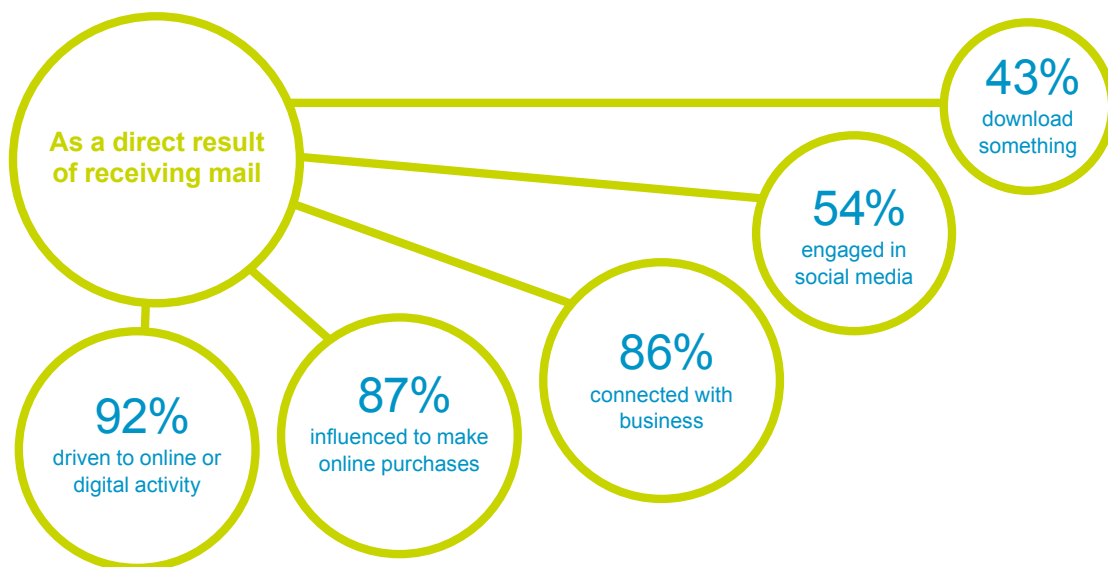 As a direct result
of receiving mail
43%
download
something
54%
engaged in
social media
86%
connected with
business
87%
influenced to make
online purchases
92%
driven to online or
digital activity